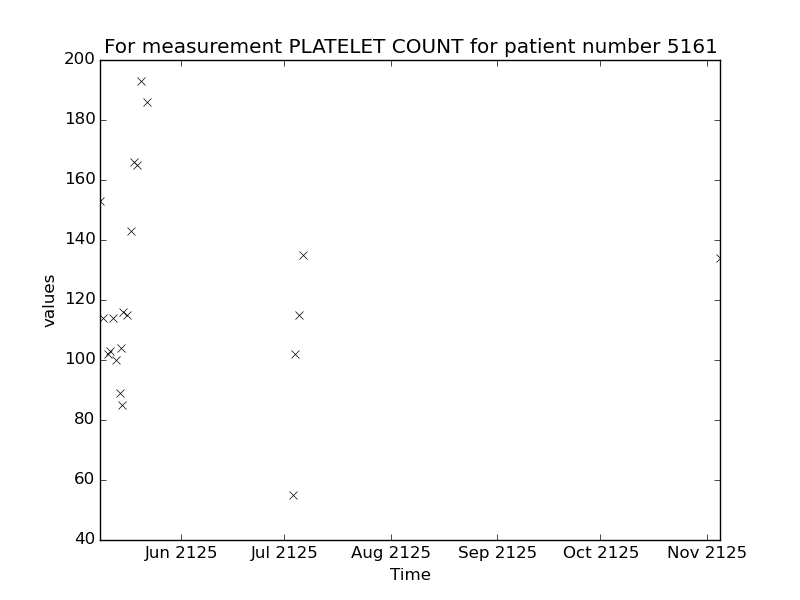 For measurement PLATELET COUNT for patient number 5161
200
180
160
140
120
100
80
60
40
values
Jun 2125 Jul 2125 Aug 2125 Sep 2125 Oct 2125 Nov 2125
Time